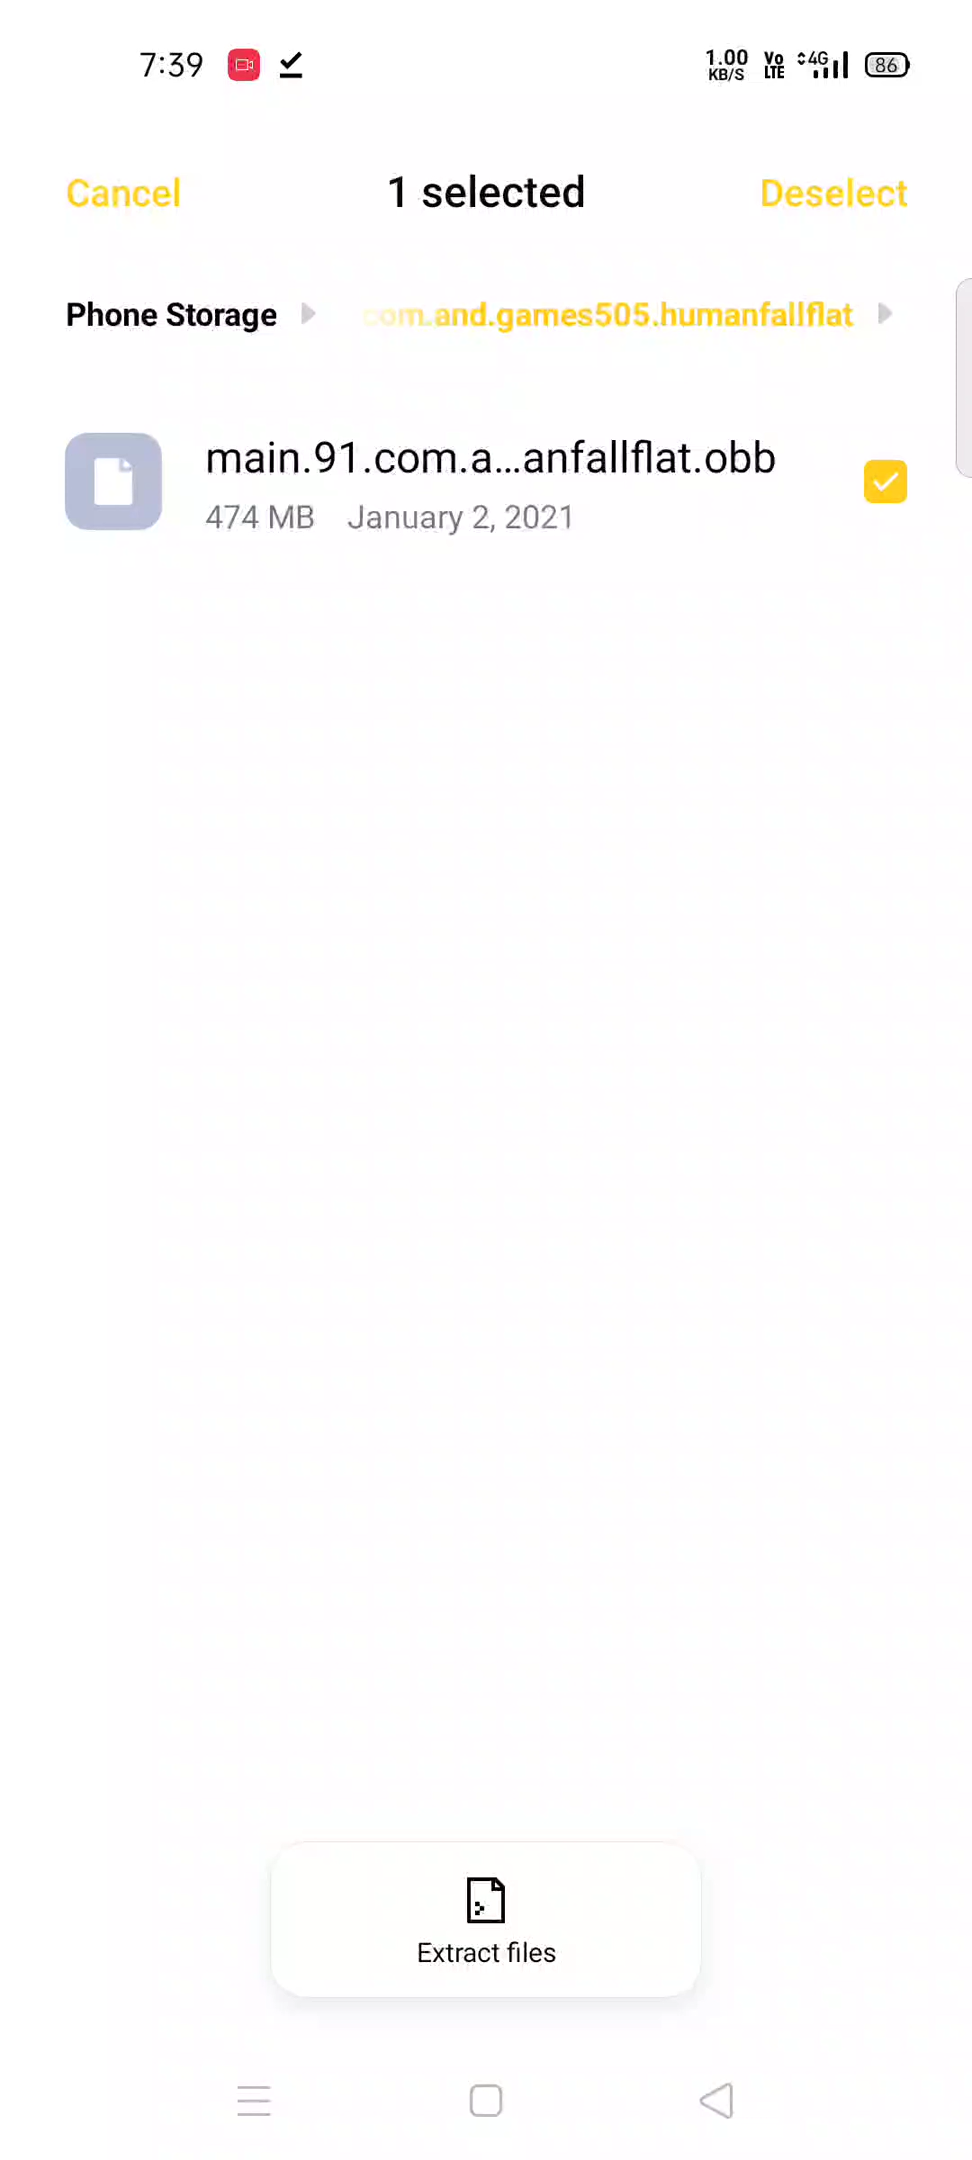 7:39
1.00 KB/S Vo LTE 4G 86
Cancel 1 selected Deselect
Phone Storage com.and.games505.humanfallflat
main.91.com.a...anfallflat.obb
474 MB January 2, 2021
Extract files